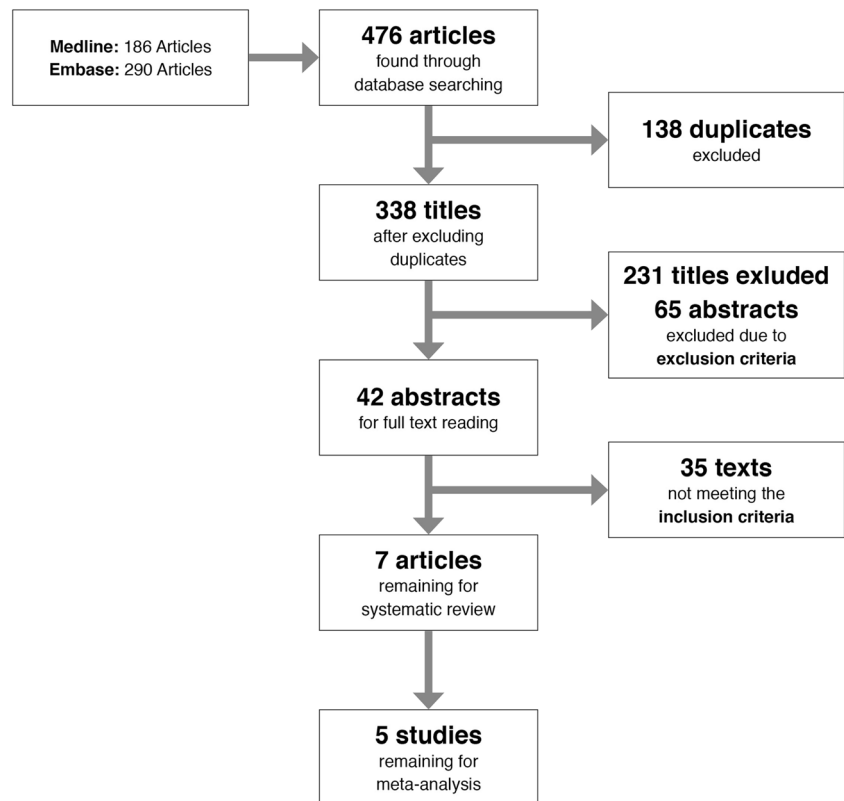 Medline: 186 Articles
Embase: 290 Articles
476 articles
found through
database searching
138 duplicates
excluded
338 titles
after excluding
duplicates
231 titles exluded
65 abstracts
excluded due to
exclusion criteria
42 abstracts
for full text reading
35 texts
not meeting the
inclusion criteria
7 articles
remaining for
systematic review
5 studies
remaining for
meta-analysis